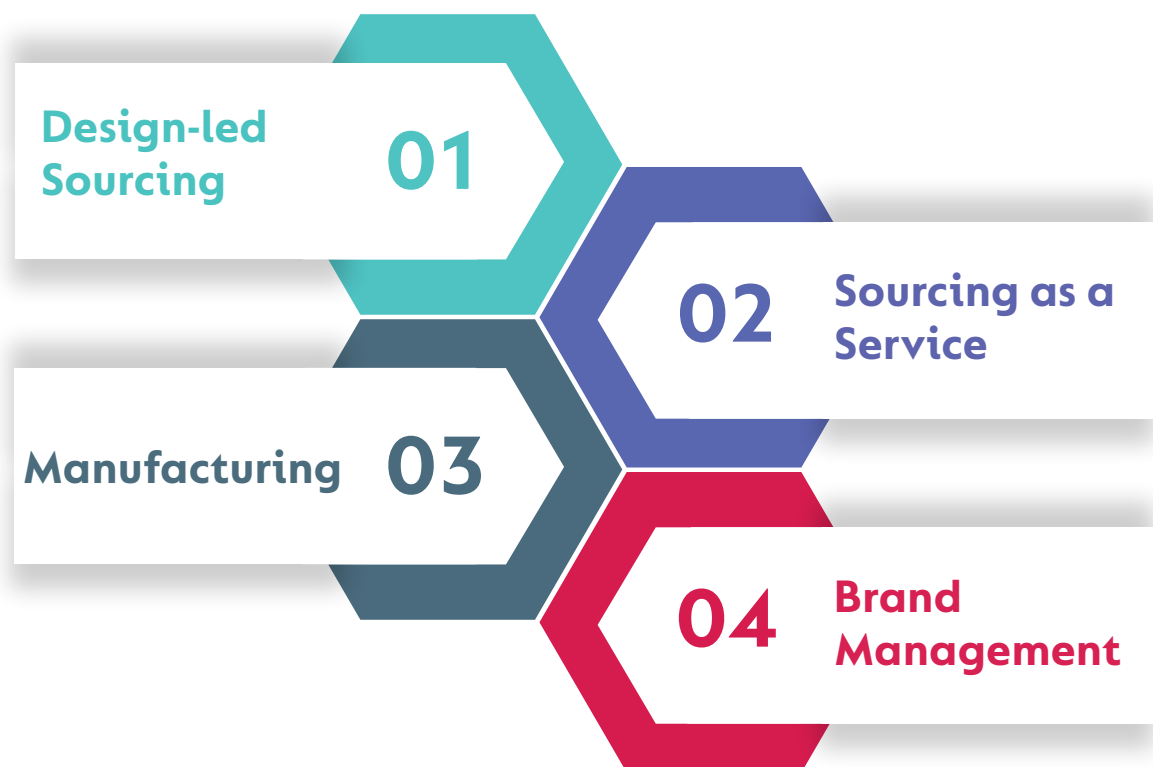 Design-led
Sourcing
01
02
Sourcing as a
Service
Manufacturing
03
04
Brand
Management